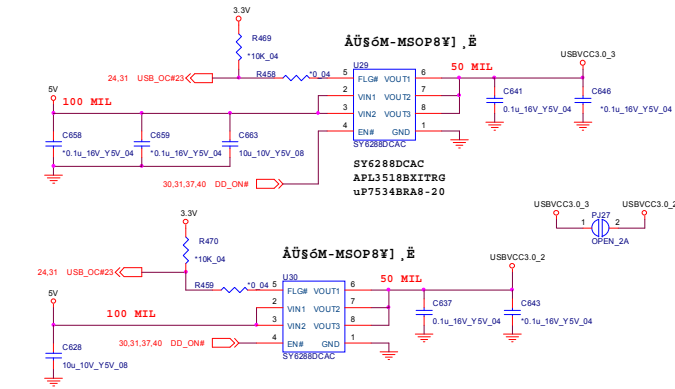 3.3V
R469
*10K_04
ÅÜ§óM-MSOP8¥] ¸Ë
USBVCC3.0_3
24,31 USB_OC#23
R458
*0_04
U29
50 MIL
5 FLG# VOUT1 6
2 VIN1 VOUT2 7
3 VIN2 VOUT3 8
4 EN# GND 1
SY6288DCAC
5V
100 MIL
C641
0.1u_16V_Y5V_04
C646
*0.1u_16V_Y5V_04
C658
*0.1u_16V_Y5V_04
C659
*0.1u_16V_Y5V_04
C663
10u_10V_Y5V_08
30,31,37,40 DD_ON#
SY6288DCAC
APL3518BXITRG
uP7534BRA8-20
USBVCC3.0_3
USBVCC3.0_2
PJ27
1 2
OPEN_2A
3.3V
R470
*10K_04
ÅÜ§óM-MSOP8¥] ¸Ë
USBVCC3.0_2
24,31 USB_OC#23
R459
*0_04
U30
50 MIL
5 FLG# VOUT1 6
2 VIN1 VOUT2 7
3 VIN2 VOUT3 8
4 EN# GND 1
SY6288DCAC
5V
100 MIL
C637
0.1u_16V_Y5V_04
C643
*0.1u_16V_Y5V_04
30,31,37,40 DD_ON#
C628
10u_10V_Y5V_08